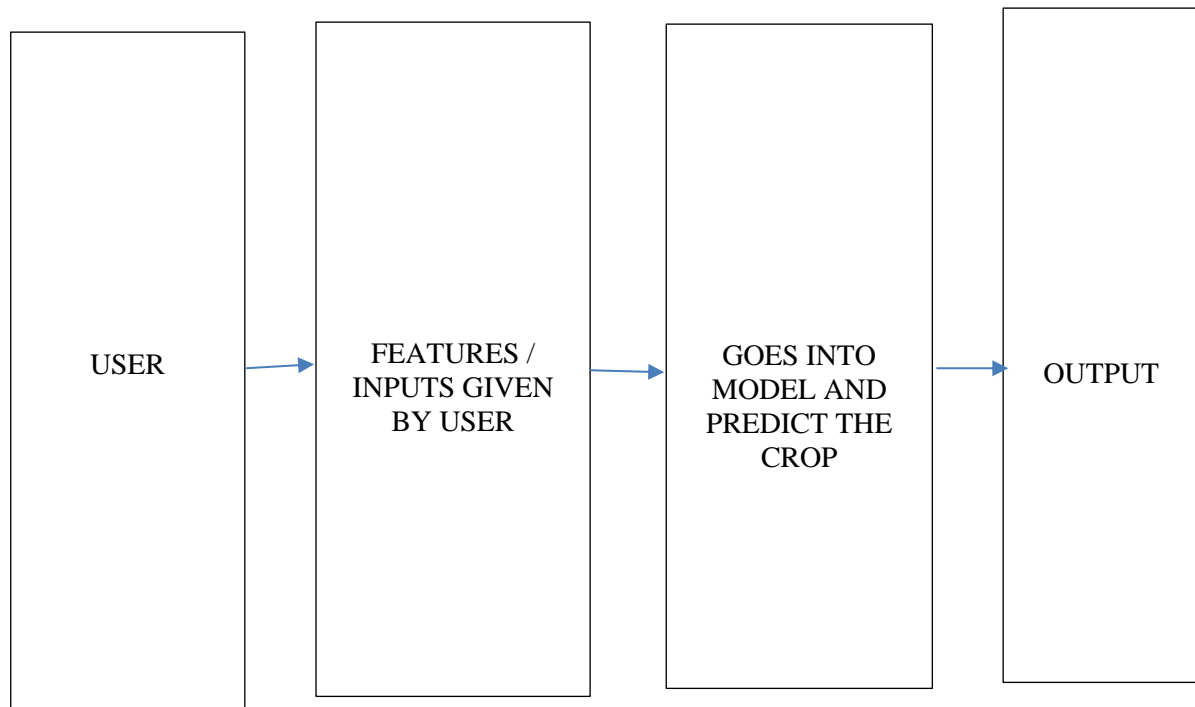 USER
FEATURES /
INPUTS GIVEN
BY USER
GOES INTO
MODEL AND
PREDICT THE
CROP
OUTPUT